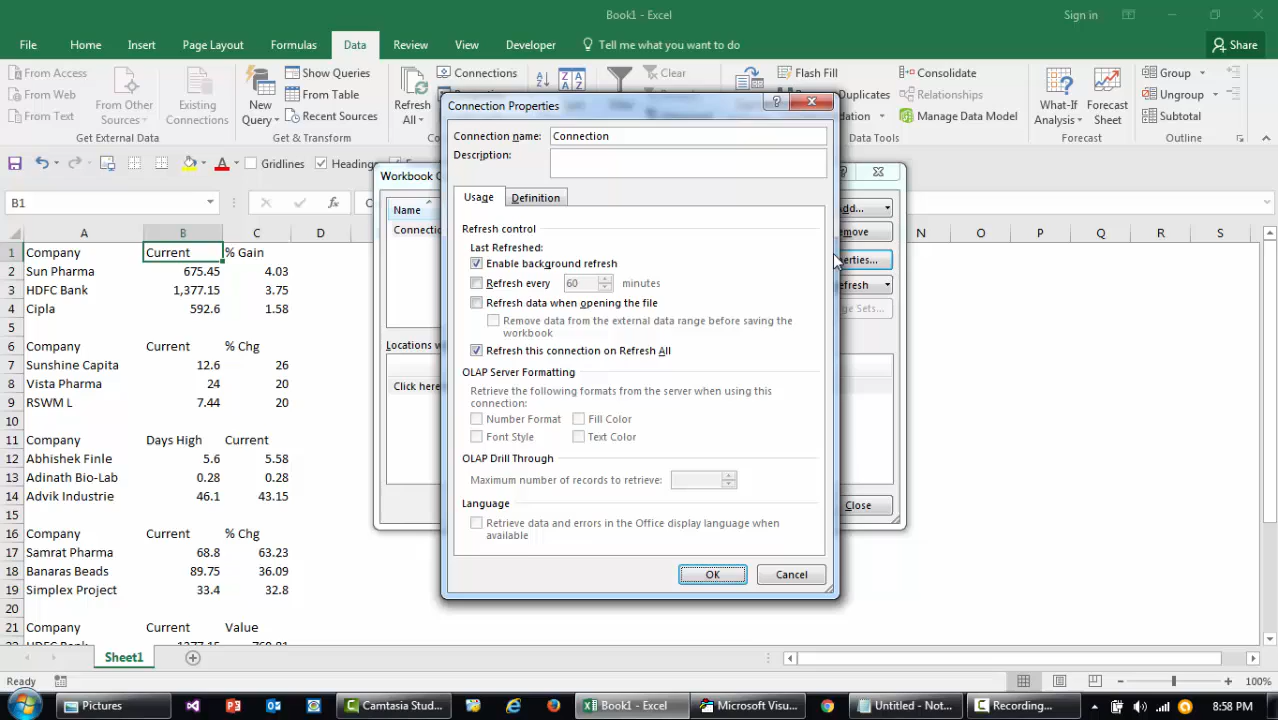 Book1 - Excel
Sign in
File Home Insert Page Layout Formulas Data Review View Developer Tell me what you want to do Share
From Access
From Web
From Text
From Other Sources
Existing Connections
Get External Data
New Query
Show Queries
From Table
Recent Sources
Get & Transform
Refresh All
Connections
Clear
Flash Fill
Consolidate
Relationships
Manage Data Model
Data Tools
What-If Analysis
Forecast Sheet
Forecast
Group
Ungroup
Subtotal
Outline
Gridlines
B1
fx
A B C D N O P Q R S
1 Company Current % Gain
2 Sun Pharma 675.45 4.03
3 HDFC Bank 1,377.15 3.75
4 Cipla 592.6 1.58
5
6 Company Current % Chg
7 Sunshine Capita 12.6 26
8 Vista Pharma 24 20
9 RSWM L 7.44 20
10
11 Company Days High Current
12 Abhishek Finle 5.6 5.58
13 Adinath Bio-Lab 0.28 0.28
14 Advik Industrie 46.1 43.15
15
16 Company Current % Chg
17 Samrat Pharma 68.8 63.23
18 Banaras Beads 89.75 36.09
19 Simplex Project 33.4 32.8
20
21 Company Current Value
Name
Click here
Close
Connection Properties
Connection name: Connection
Description:
Usage Definition
Refresh control
Last Refreshed:
Enable background refresh
Refresh every 60 minutes
Refresh data when opening the file
Remove data from the external data range before saving the
workbook
Refresh this connection on Refresh All
OLAP Server Formatting
Retrieve the following formats from the server when using this
connection:
Number Format Fill Color
Font Style Text Color
OLAP Drill Through
Maximum number of records to retrieve:
Language
Retrieve data and errors in the Office display language when
available
OK Cancel
Sheet1
Ready
100%
Pictures
Camtasia Stud...
Book1 - Excel
Microsoft Visu...
Untitled - Not...
Recording...
8:58 PM